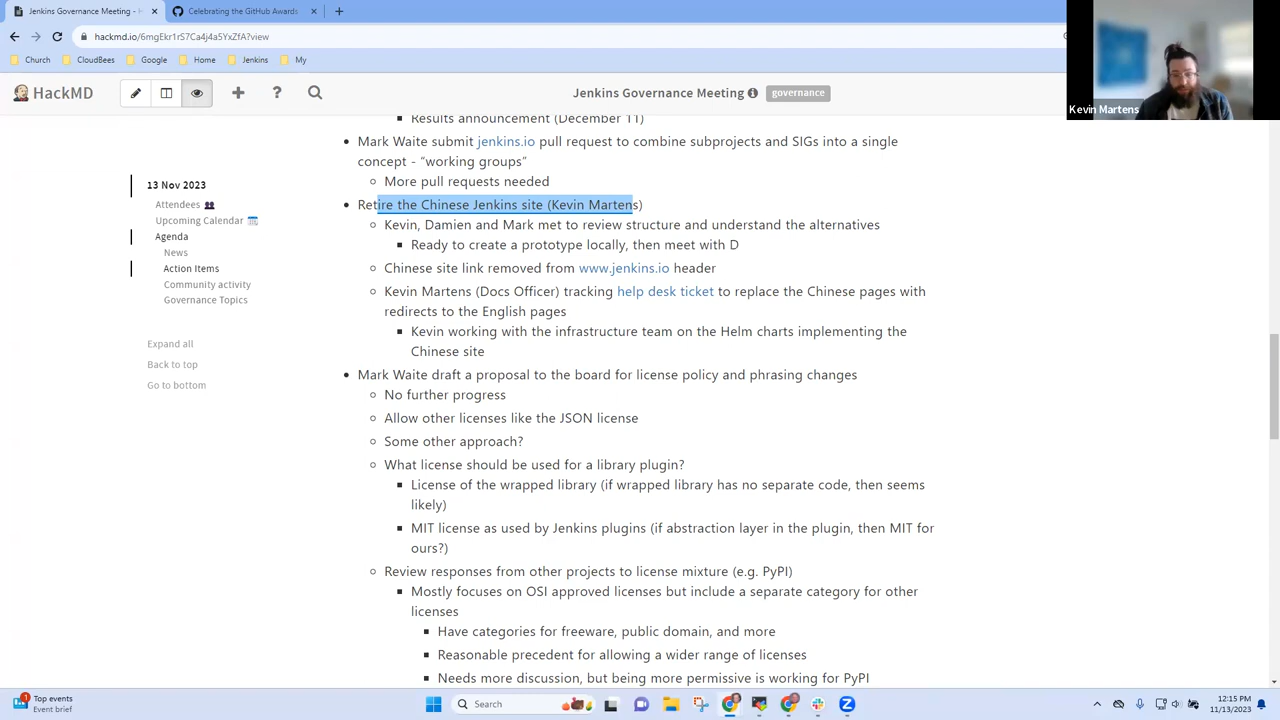 Jenkins Governance Meeting - H
Celebrating the GitHub Awards
hackmd.io/6mgEkr1rS7Ca4j4a5YxZfA?view
Church
CloudBees
Google
Home
Jenkins
My
HackMD
Jenkins Governance Meeting
governance
Kevin Martens
Results announcement (December 11)
Mark Waite submit jenkins.io pull request to combine subprojects and SIGs into a single
concept - “working groups”
More pull requests needed
13 Nov 2023
Attendees
Upcoming Calendar
Agenda
News
Action Items
Community activity
Governance Topics
Expand all
Back to top
Go to bottom
Retire the Chinese Jenkins site (Kevin Martens)
Kevin, Damien and Mark met to review structure and understand the alternatives
Ready to create a prototype locally, then meet with D
Chinese site link removed from www.jenkins.io header
Kevin Martens (Docs Officer) tracking help desk ticket to replace the Chinese pages with
redirects to the English pages
Kevin working with the infrastructure team on the Helm charts implementing the
Chinese site
Mark Waite draft a proposal to the board for license policy and phrasing changes
No further progress
Allow other licenses like the JSON license
Some other approach?
What license should be used for a library plugin?
License of the wrapped library (if wrapped library has no separate code, then seems
likely)
MIT license as used by Jenkins plugins (if abstraction layer in the plugin, then MIT for
ours?)
Review responses from other projects to license mixture (e.g. PyPI)
Mostly focuses on OSI approved licenses but include a separate category for other
licenses
Have categories for freeware, public domain, and more
Reasonable precedent for allowing a wider range of licenses
Needs more discussion, but being more permissive is working for PyPI
1
Top events
Event brief
Search
12:15 PM
11/13/2023